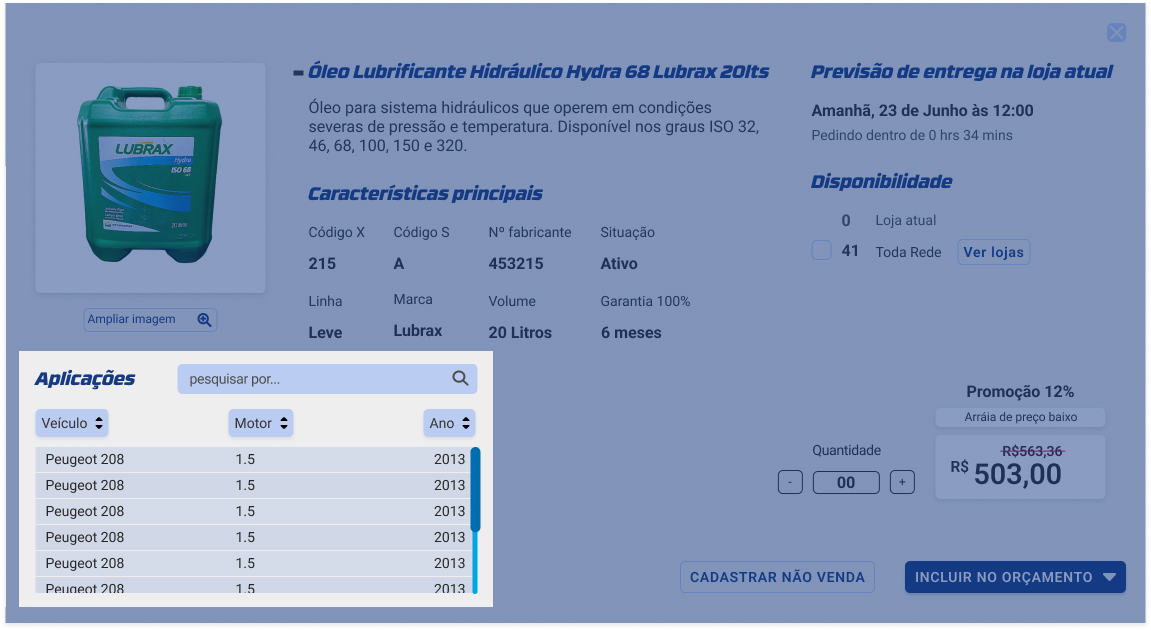 Óleo Lubrificante Hidráulico Hydra 68 Lubrax 20lts
Óleo para sistema hidráulicos que operem em condições
severas de pressão e temperatura. Disponível nos graus ISO 32,
46, 68, 100, 150 e 320.
LUBRAX
Hydra
ISO 68
20 litros
Ampliar imagem
Características principais
Código X Código S Nº fabricante Situação
215 A 453215 Ativo
Linha Marca Volume Garantia 100%
Leve Lubrax 20 Litros 6 meses
Previsão de entrega na loja atual
Amanhã, 23 de Junho às 12:00
Pedindo dentro de 0 hrs 34 mins
Disponibilidade
0 Loja atual
41 Toda Rede Ver lojas
Aplicações pesquisar por...
Veículo Motor Ano
Peugeot 208 1.5 2013
Peugeot 208 1.5 2013
Peugeot 208 1.5 2013
Peugeot 208 1.5 2013
Peugeot 208 1.5 2013
Peugeot 208 1.5 2013
Promoção 12%
Arráia de preço baixo
Quantidade
- 00 +
R$563,36
R$ 503,00
CADASTRAR NÃO VENDA
INCLUIR NO ORÇAMENTO